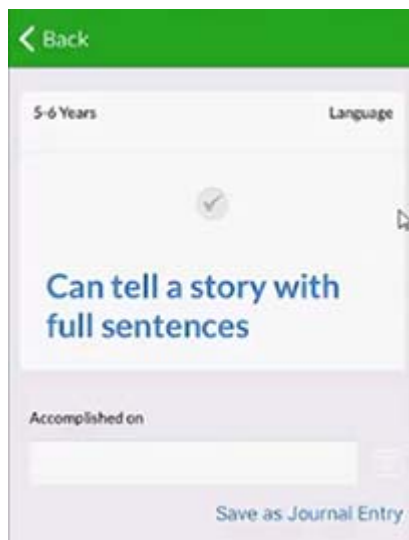 Back
5-6 Years Language
Can tell a story with
full sentences
Accomplished on
Save as Journal Entry